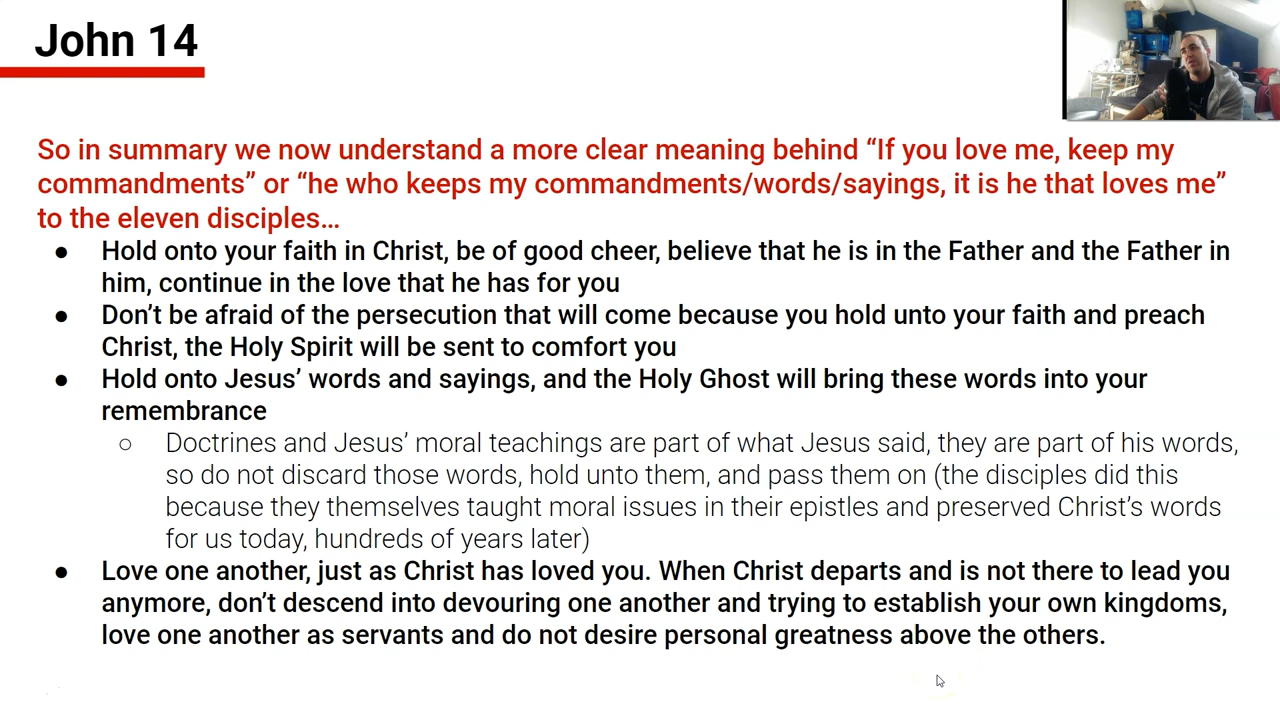 John 14
So in summary we now understand a more clear meaning behind “If you love me, keep my
commandments” or “he who keeps my commandments/words/sayings, it is he that loves me”
to the eleven disciples…
● Hold onto your faith in Christ, be of good cheer, believe that he is in the Father and the Father in
him, continue in the love that he has for you
● Don’t be afraid of the persecution that will come because you hold unto your faith and preach
Christ, the Holy Spirit will be sent to comfort you
● Hold onto Jesus’ words and sayings, and the Holy Ghost will bring these words into your
remembrance
○ Doctrines and Jesus’ moral teachings are part of what Jesus said, they are part of his words,
so do not discard those words, hold unto them, and pass them on (the disciples did this
because they themselves taught moral issues in their epistles and preserved Christ’s words
for us today, hundreds of years later)
● Love one another, just as Christ has loved you. When Christ departs and is not there to lead you
anymore, don’t descend into devouring one another and trying to establish your own kingdoms,
love one another as servants and do not desire personal greatness above the others.